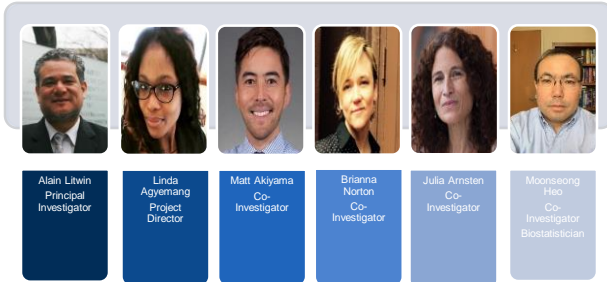 Alain Litwin
Principal
Investigator
Linda
Agyemang
Project
Director
Matt Akiyama
Co-
Investigator
Brianna
Norton
Co-
Investigator
Julia Arnsten
Co-
Investigator
Moonseong
Heo
Co-
Investigator
Biostatistician